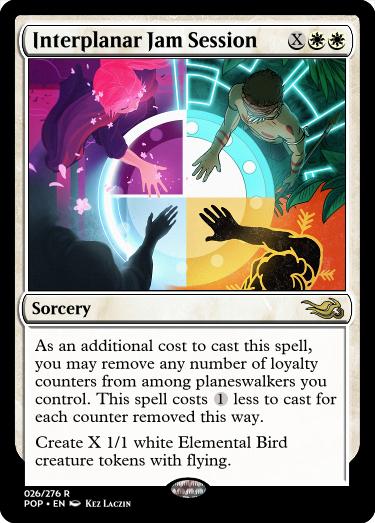 Interplanar Jam Session X
Sorcery
As an additional cost to cast this spell,
you may remove any number of loyalty
counters from among planeswalkers you
control. This spell costs 1 less to cast for
each counter removed this way.
Create X 1/1 white Elemental Bird
creature tokens with flying.
026/276 R
POP • EN Kez Laczin